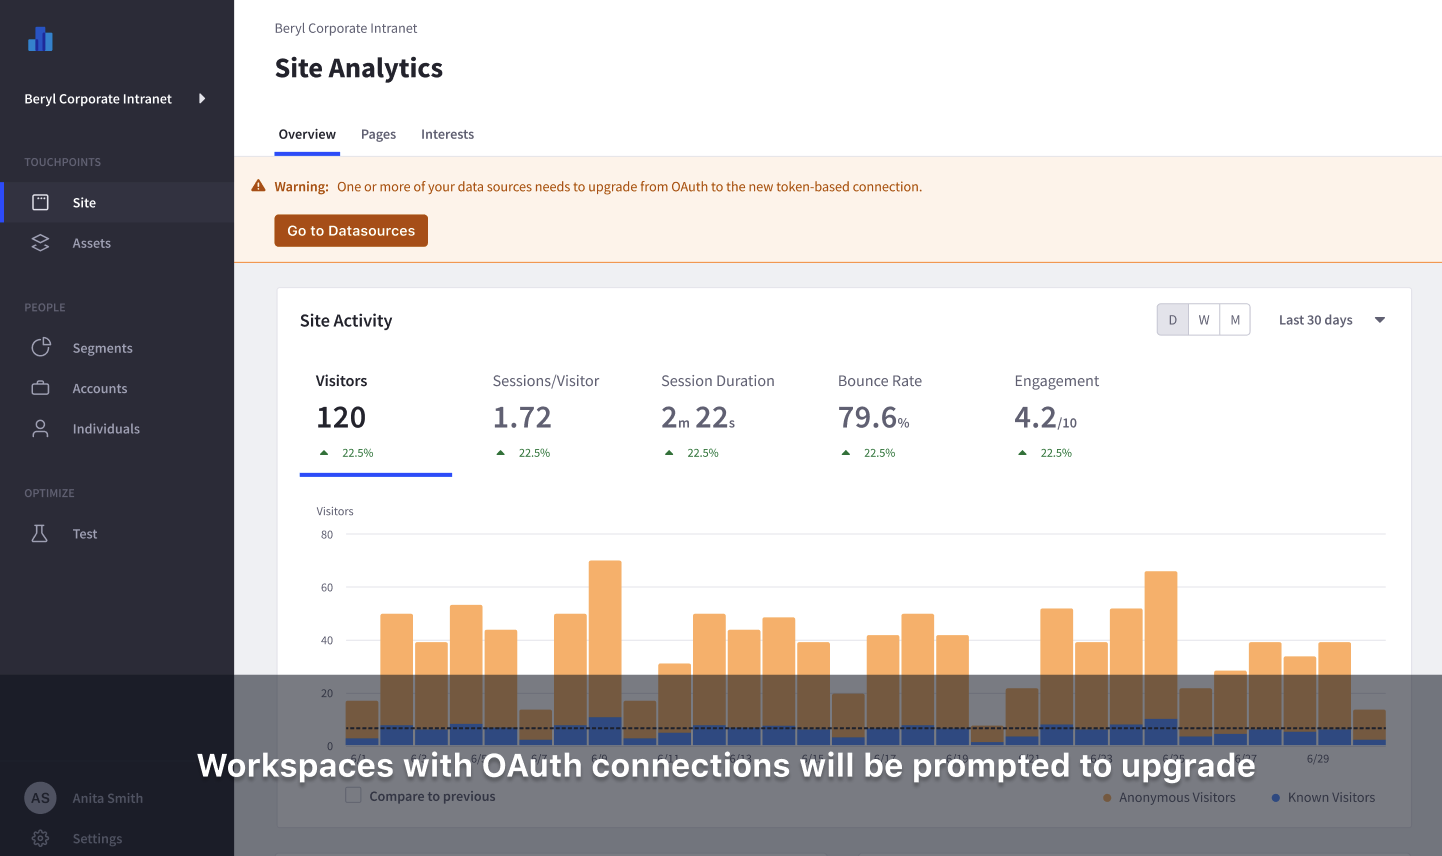 Beryl Corporate Intranet
TOUCHPOINTS
Site
Assets
PEOPLE
Segments
Accounts
Individuals
OPTIMIZE
Test
AS Anita Smith
Settings
Beryl Corporate Intranet
Site Analytics
Overview Pages Interests
Warning: One or more of your data sources needs to upgrade from OAuth to the new token-based connection.
Go to Datasources
Site Activity
D W M Last 30 days
Visitors Sessions/Visitor Session Duration Bounce Rate Engagement
120 1.72 2m 22s 79.6% 4.2/10
22.5% 22.5% 22.5% 22.5% 22.5%
Visitors
80
60
40
20
0
6/29
Workspaces with OAuth connections will be prompted to upgrade
Compare to previous
Anonymous Visitors Known Visitors